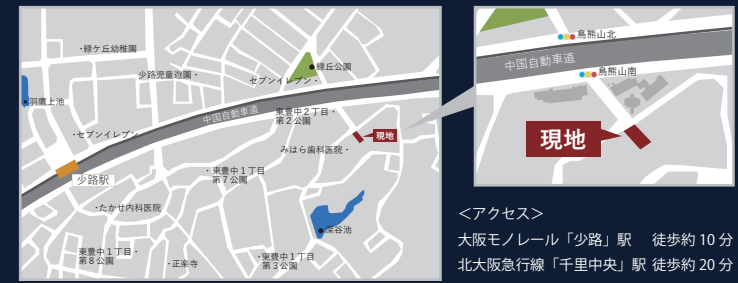 ・緑ケ丘幼稚園
少路児童遊園・
緑丘公園
セブンイレブン・
羽鷹上池
中国自動車道
東豊中2丁目・
第2公園
・セブンイレブン
現地
みはら歯科医院・
少路駅
・東豊中1丁目
第7公園
・たかせ内科医院
深谷池
東豊中1丁目・
第8公園
・正楽寺
・東豊中1丁目
第3公園
鳥熊山北
中国自動車道
鳥熊山南
現地
＜アクセス＞
大阪モノレール「少路」駅　徒歩約10分
北大阪急行線「千里中央」駅 徒歩約20分